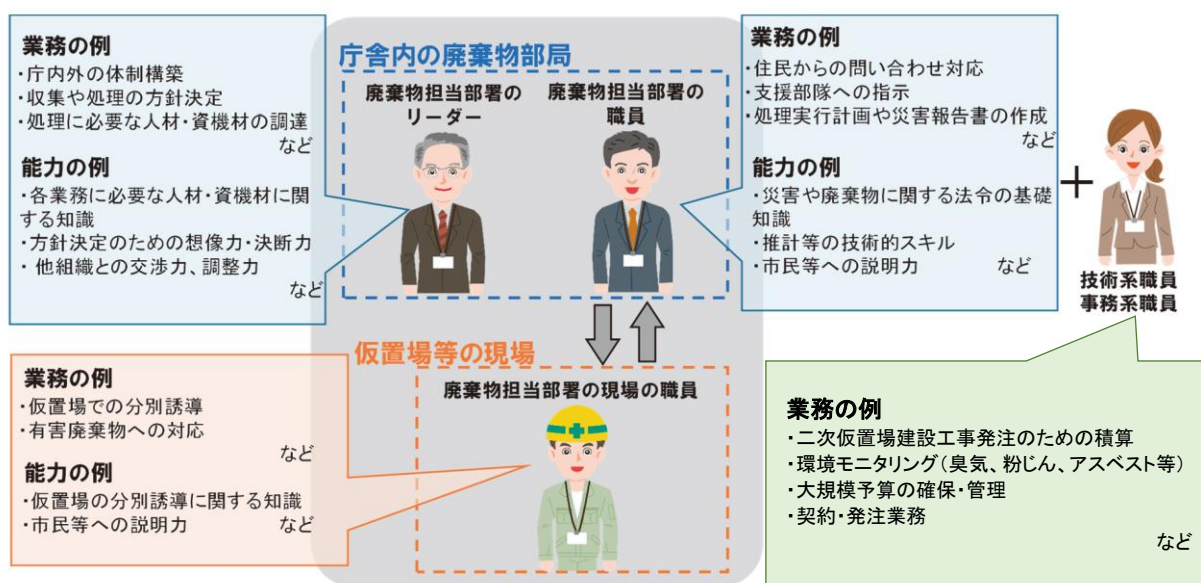 業務の例
・庁内外の体制構築
・収集や処理の方針決定
・処理に必要な人材・資機材の調達
など
能力の例
・各業務に必要な人材・資機材に関
する知識
・方針決定のための想像力・決断力
・他組織との交渉力、調整力
など
庁舎内の廃棄物部局
廃棄物担当部署の
リーダー
廃棄物担当部署の
職員
業務の例
・住民からの問い合わせ対応
・支援部隊への指示
・処理実行計画や災害報告書の作成
など
能力の例
・災害や廃棄物に関する法令の基礎
知識
・推計等の技術的スキル
・市民等への説明力 など
+
技術系職員
事務系職員
仮置場等の現場
廃棄物担当部署の現場の職員
業務の例
・仮置場での分別誘導
・有害廃棄物への対応
など
能力の例
・仮置場の分別誘導に関する知識
・市民等への説明力 など
業務の例
・二次仮置場建設工事発注のための積算
・環境モニタリング(臭気、粉じん、アスベスト等)
・大規模予算の確保・管理
・契約・発注業務
など